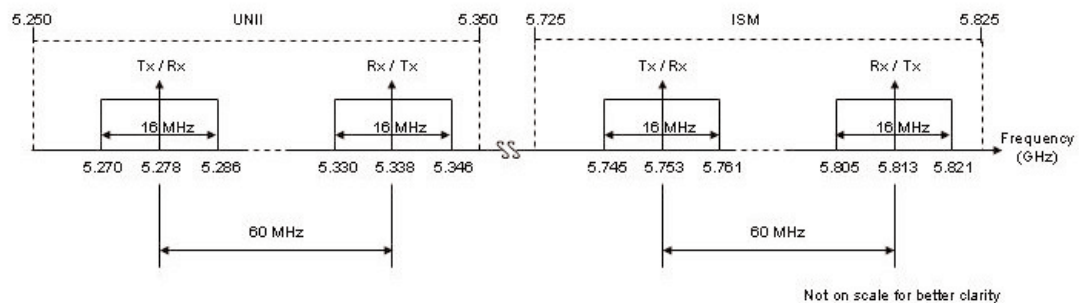 5.250 UNII 5.350 5.725 ISM 5.825
Tx / Rx Rx / Tx Tx / Rx Rx / Tx
16 MHz 16 MHz 16 MHz 16 MHz
Frequency
(GHz)
5.270 5.278 5.286 5.330 5.338 5.346 5.745 5.753 5.761 5.805 5.813 5.821
60 MHz 60 MHz
Not on scale for better clarity